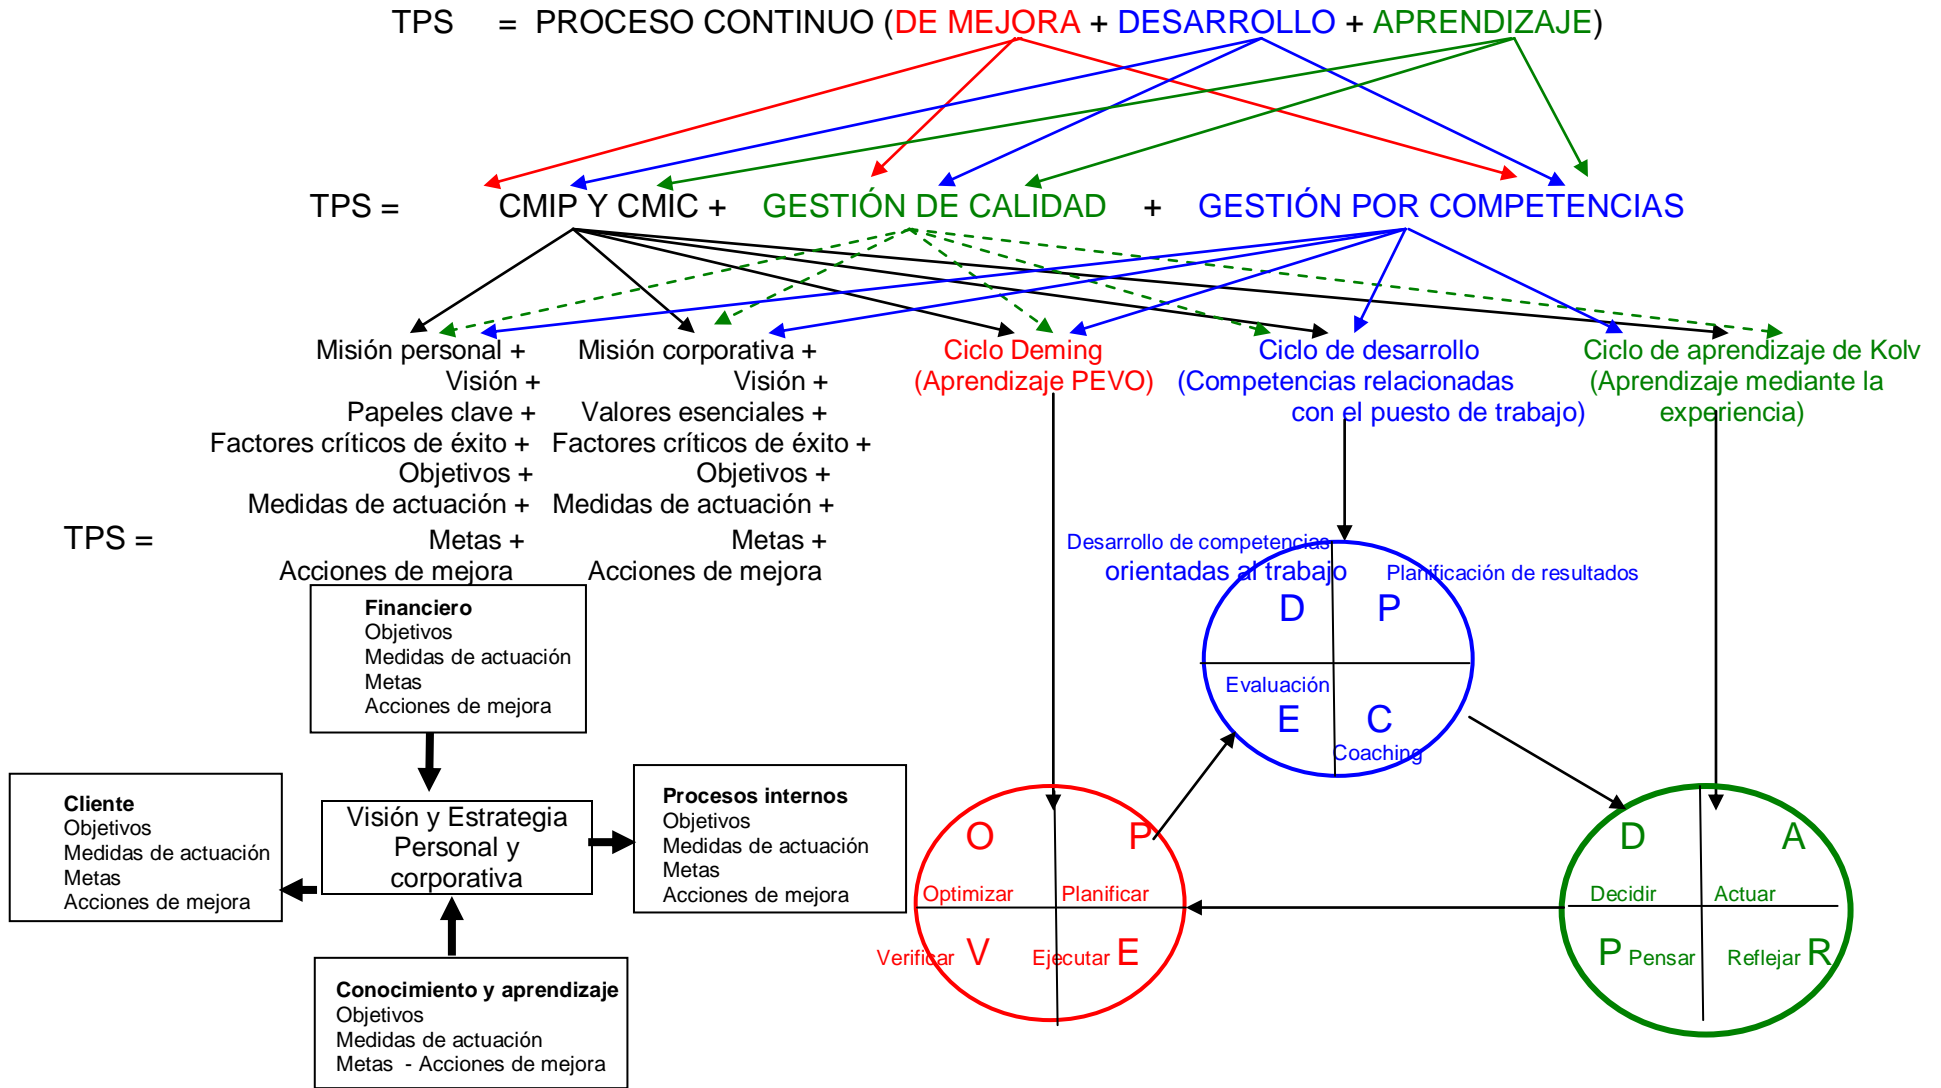 TPS = PROCESO CONTINUO (DE MEJORA + DESARROLLO + APRENDIZAJE)
TPS = CMIP Y CMIC + GESTIÓN DE CALIDAD + GESTIÓN POR COMPETENCIAS
Misión personal +
Visión +
Papeles clave +
Factores críticos de éxito +
Objetivos +
Medidas de actuación +
Metas +
Acciones de mejora
Misión corporativa +
Visión +
Valores esenciales +
Factores críticos de éxito +
Objetivos +
Medidas de actuación +
Metas +
Acciones de mejora
Ciclo Deming
(Aprendizaje PEVO)
Ciclo de desarrollo
(Competencias relacionadas
con el puesto de trabajo)
Ciclo de aprendizaje de Kolv
(Aprendizaje mediante la
experiencia)
TPS =
Financiero
Objetivos
Medidas de actuación
Metas
Acciones de mejora
Cliente
Objetivos
Medidas de actuación
Metas
Acciones de mejora
Visión y Estrategia
Personal y
corporativa
Procesos internos
Objetivos
Medidas de actuación
Metas
Acciones de mejora
Conocimiento y aprendizaje
Objetivos
Medidas de actuación
Metas - Acciones de mejora
Desarrollo de competencias
orientadas al trabajo
Planificación de resultados
D P
Evaluación
E C
Coaching
O P
Optimizar Planificar
Verificar V Ejecutar E
D A
Decidir Actuar
P Pensar Reflejar R